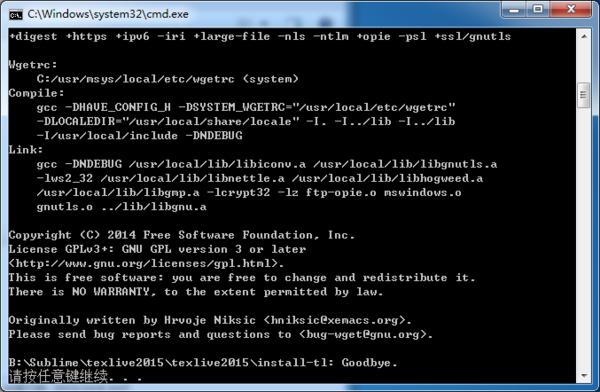 C:\Windows\system32\cmd.exe
+digest +https +ipv6 -iri +large-file -nls -ntlm +opie -psl +ssl/gnutls
Wgetrc:
C:/usr/msys/local/etc/wgetrc (system)
Compile:
gcc -DHAVE_CONFIG_H -DSYSTEM_WGETRC="/usr/local/etc/wgetrc"
-DLOCALEDIR="/usr/local/share/locale" -I. -I../lib -I../lib
-I/usr/local/include -DNDEBUG
Link:
gcc -DNDEBUG /usr/local/lib/libiconv.a /usr/local/lib/libgnutls.a
-lws2_32 /usr/local/lib/libnettle.a /usr/local/lib/libhogweed.a
/usr/local/lib/libgmp.a -lcrypt32 -lz ftp-opie.o mswindows.o
gnutls.o ../lib/libgnu.a
Copyright (C) 2014 Free Software Foundation, Inc.
License GPLv3+: GNU GPL version 3 or later
<http://www.gnu.org/licenses/gpl.html>.
This is free software: you are free to change and redistribute it.
There is NO WARRANTY, to the extent permitted by law.
Originally written by Hrvoje Niksic <hniksic@xemacs.org>.
Please send bug reports and questions to <bug-wget@gnu.org>.
B:\Sublime\texlive2015\texlive2015\install-tl: Goodbye.
请按任意键继续. . .